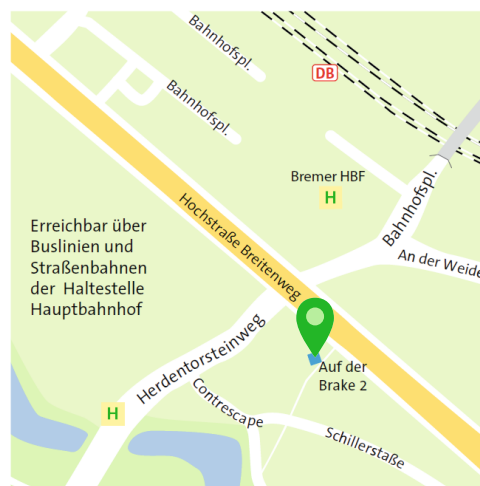 Bahnhofspl.
DB
Bahnhofspl.
Bremer HBF
H
Bahnhofspl.
Hochstraße Breitenweg
An der Weide
Erreichbar über
Buslinien und
Straßenbahnen
der Haltestelle
Hauptbahnhof
Herdentorsteinweg
Auf der
Brake 2
Contrescape
H
Schillerstaße